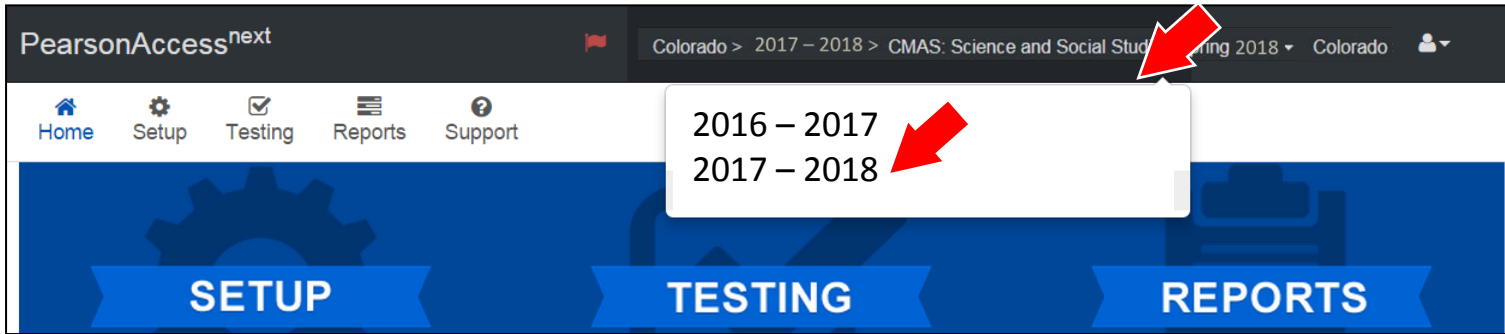 PearsonAccessnext
Colorado > 2017 – 2018 > CMAS: Science and Social Stud ring 2018 Colorado
Home Setup Testing Reports Support
2016 – 2017
2017 – 2018
SETUP TESTING REPORTS